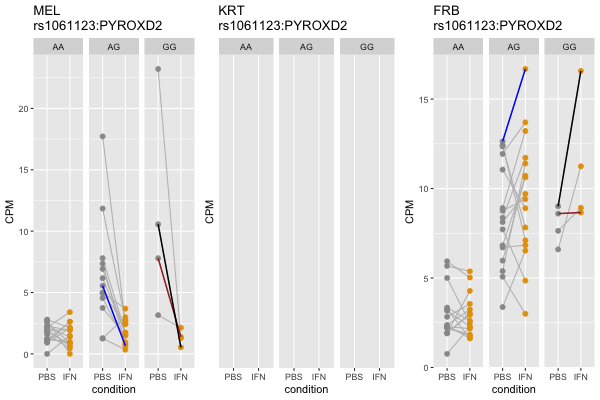 MEL
rs1061123:PYROXD2
AA AG GG
CPM
20
15
10
5
0
PBS IFN PBS IFN PBS IFN
condition
KRT
rs1061123:PYROXD2
AA AG GG
CPM
PBS IFN PBS IFN PBS IFN
condition
FRB
rs1061123:PYROXD2
AA AG GG
CPM
15
10
5
0
PBS IFN PBS IFN PBS IFN
condition